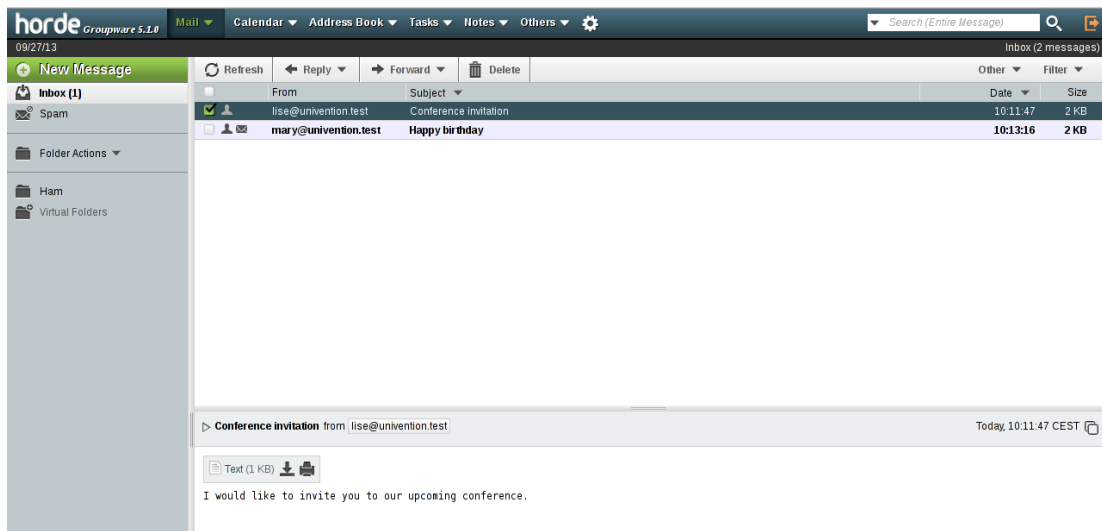 horde Groupware 5.1.0 Mail Calendar Address Book Tasks Notes Others Search (Entire Message)
09/27/13 Inbox (2 messages)
New Message Refresh Reply Forward Delete Other Filter
Inbox (1) From Subject Date Size
Spam lise@univention.test Conference invitation 10:11:47 2 KB
mary@univention.test Happy birthday 10:13:16 2 KB
Folder Actions
Ham
Virtual Folders
Conference invitation from lise@univention.test Today, 10:11:47 CEST
Text (1 KB)
I would like to invite you to our upcoming conference.